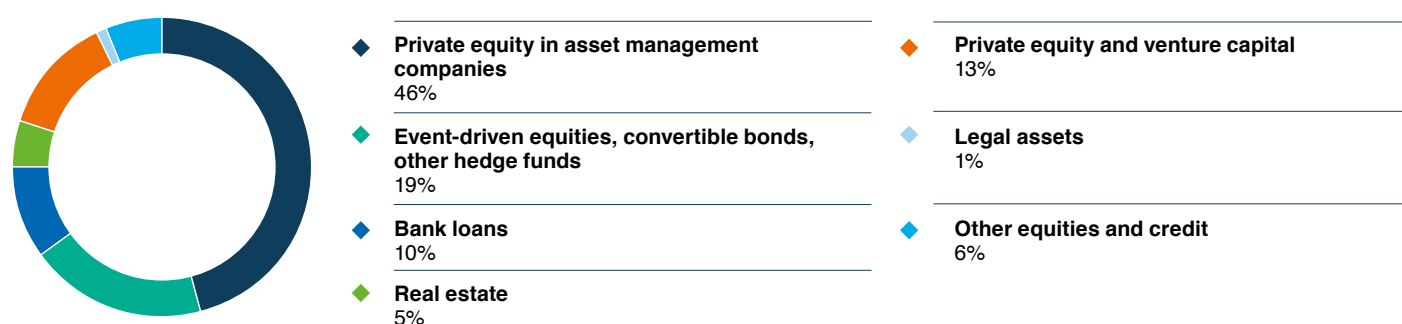 Private equity in asset management
companies
46%
Event-driven equities, convertible bonds,
other hedge funds
19%
Bank loans
10%
Real estate
5%
Private equity and venture capital
13%
Legal assets
1%
Other equities and credit
6%